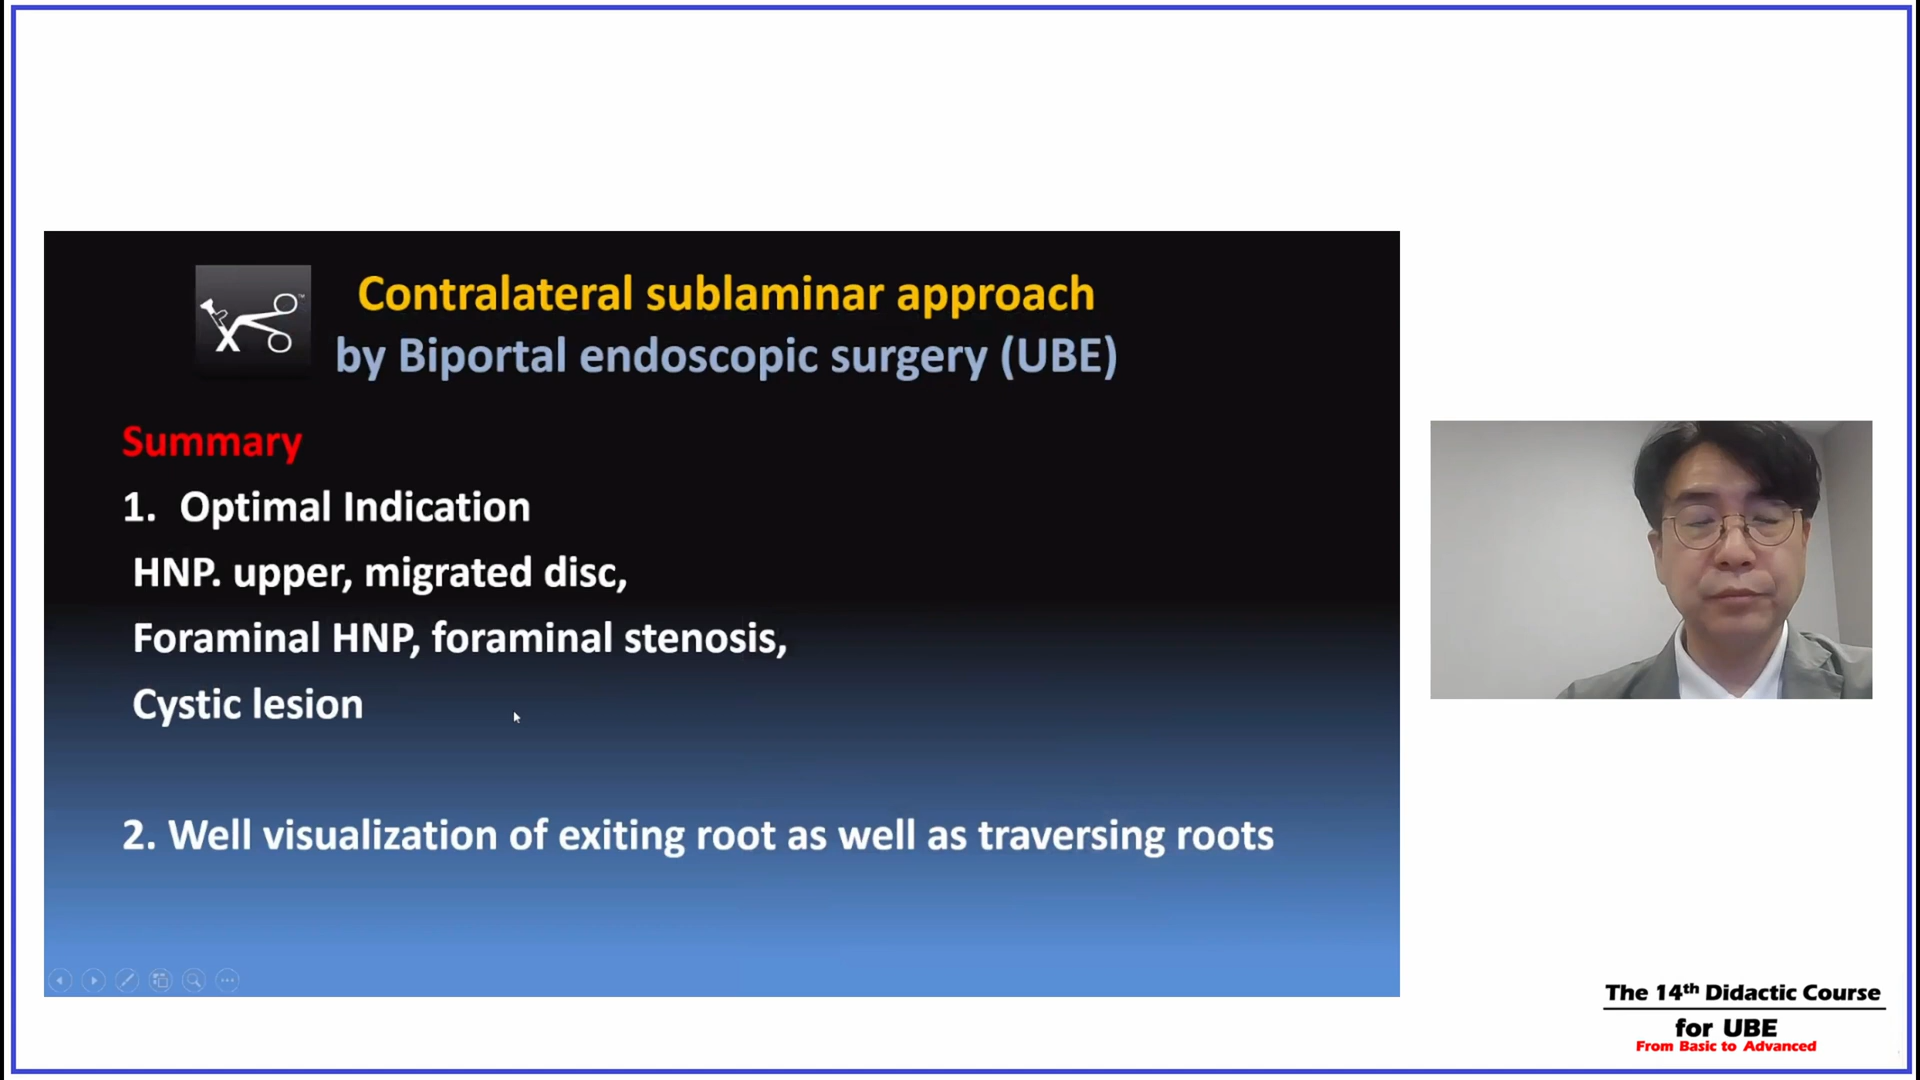 Contralateral sublaminar approach
by Biportal endoscopic surgery (UBE)
Summary
1. Optimal Indication
HNP. upper, migrated disc,
Foraminal HNP, foraminal stenosis,
Cystic lesion
2. Well visualization of exiting root as well as traversing roots
The 14th Didactic Course
for UBE
From Basic to Advanced